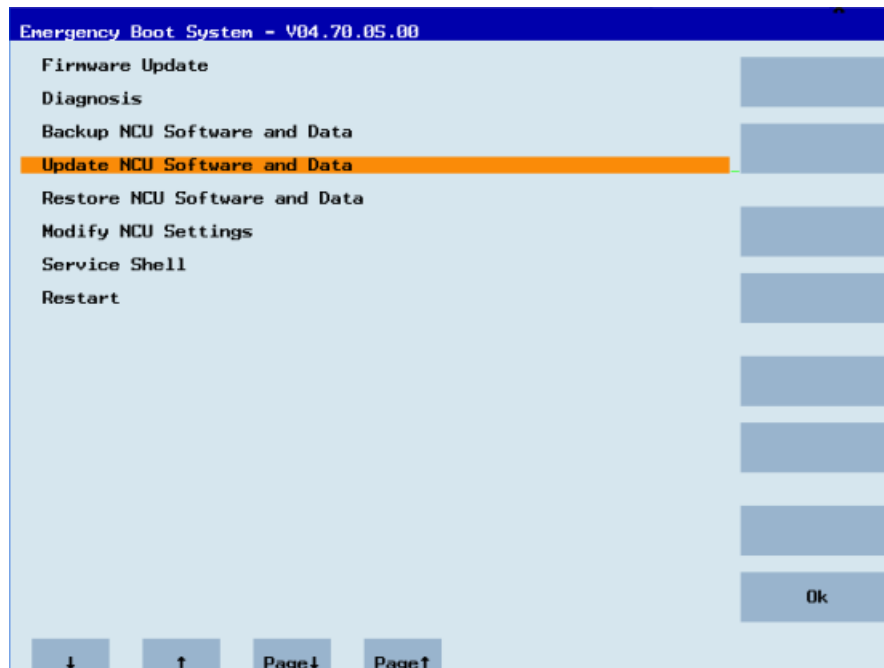 Emergency Boot System - V04.70.05.00
Firmware Update
Diagnosis
Backup NCU Software and Data
Update NCU Software and Data
Restore NCU Software and Data
Modify NCU Settings
Service Shell
Restart
Ok
↓ ↑ Page↓ Page↑